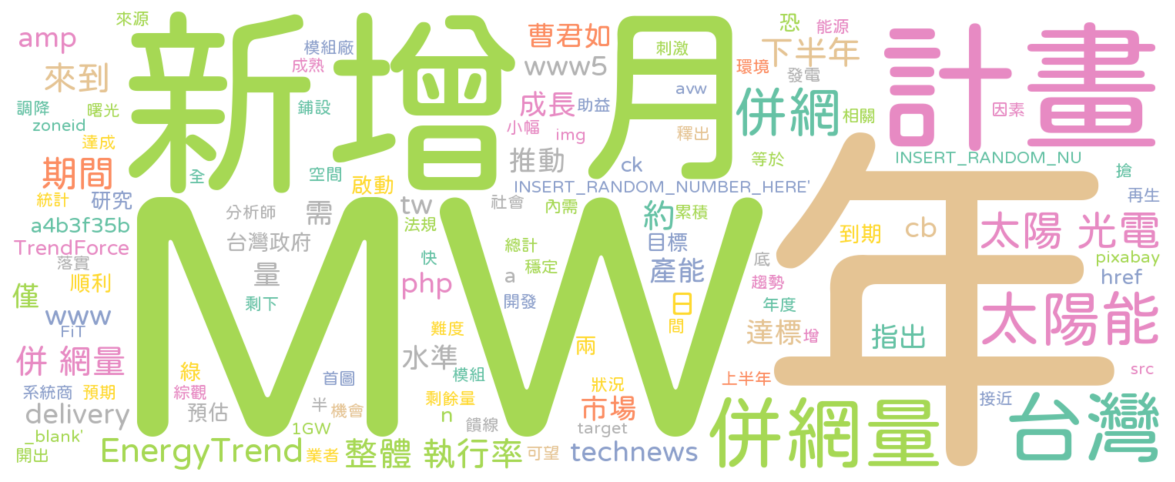 來源
新增月
計畫
amp
模組廠
成熟
曹君如
刺激
恐
能源
來到
www5
環境
下半年
發電
調降
曙光
鋪設
成長
助益
avw
併網
相關
因素
zoneid
達成
小幅
img
釋出
期間
全
空間
啟動
推動
ck
等於
INSERT_RANDOM_NU
搶
統計
研究
INSERT_RANDOM_NUMBER_HERE'
再生
年
a4b3f35b
分析師
需
tw
社會
內需
約
累積
太陽 光電
TrendForce
台灣政府
法規
總計
目標
到期
cb
pixabay
落實
量
快
a
穩定
產能
底
趨勢
href
順利
僅
剩下
php
開發
日
年度
太陽能
www
FiT
MW
難度
間
達標
增
指出
併 網量
綠
首圖
水準
兩
模組
狀況
上半年
src
系統商
預期
綜觀
半
機會
剩餘量
市場
併網量
接近
台灣
delivery
預估
n
饋線
target
_blank'
1GW
開出
EnergyTrend
業者
整體 執行率
可望
technews